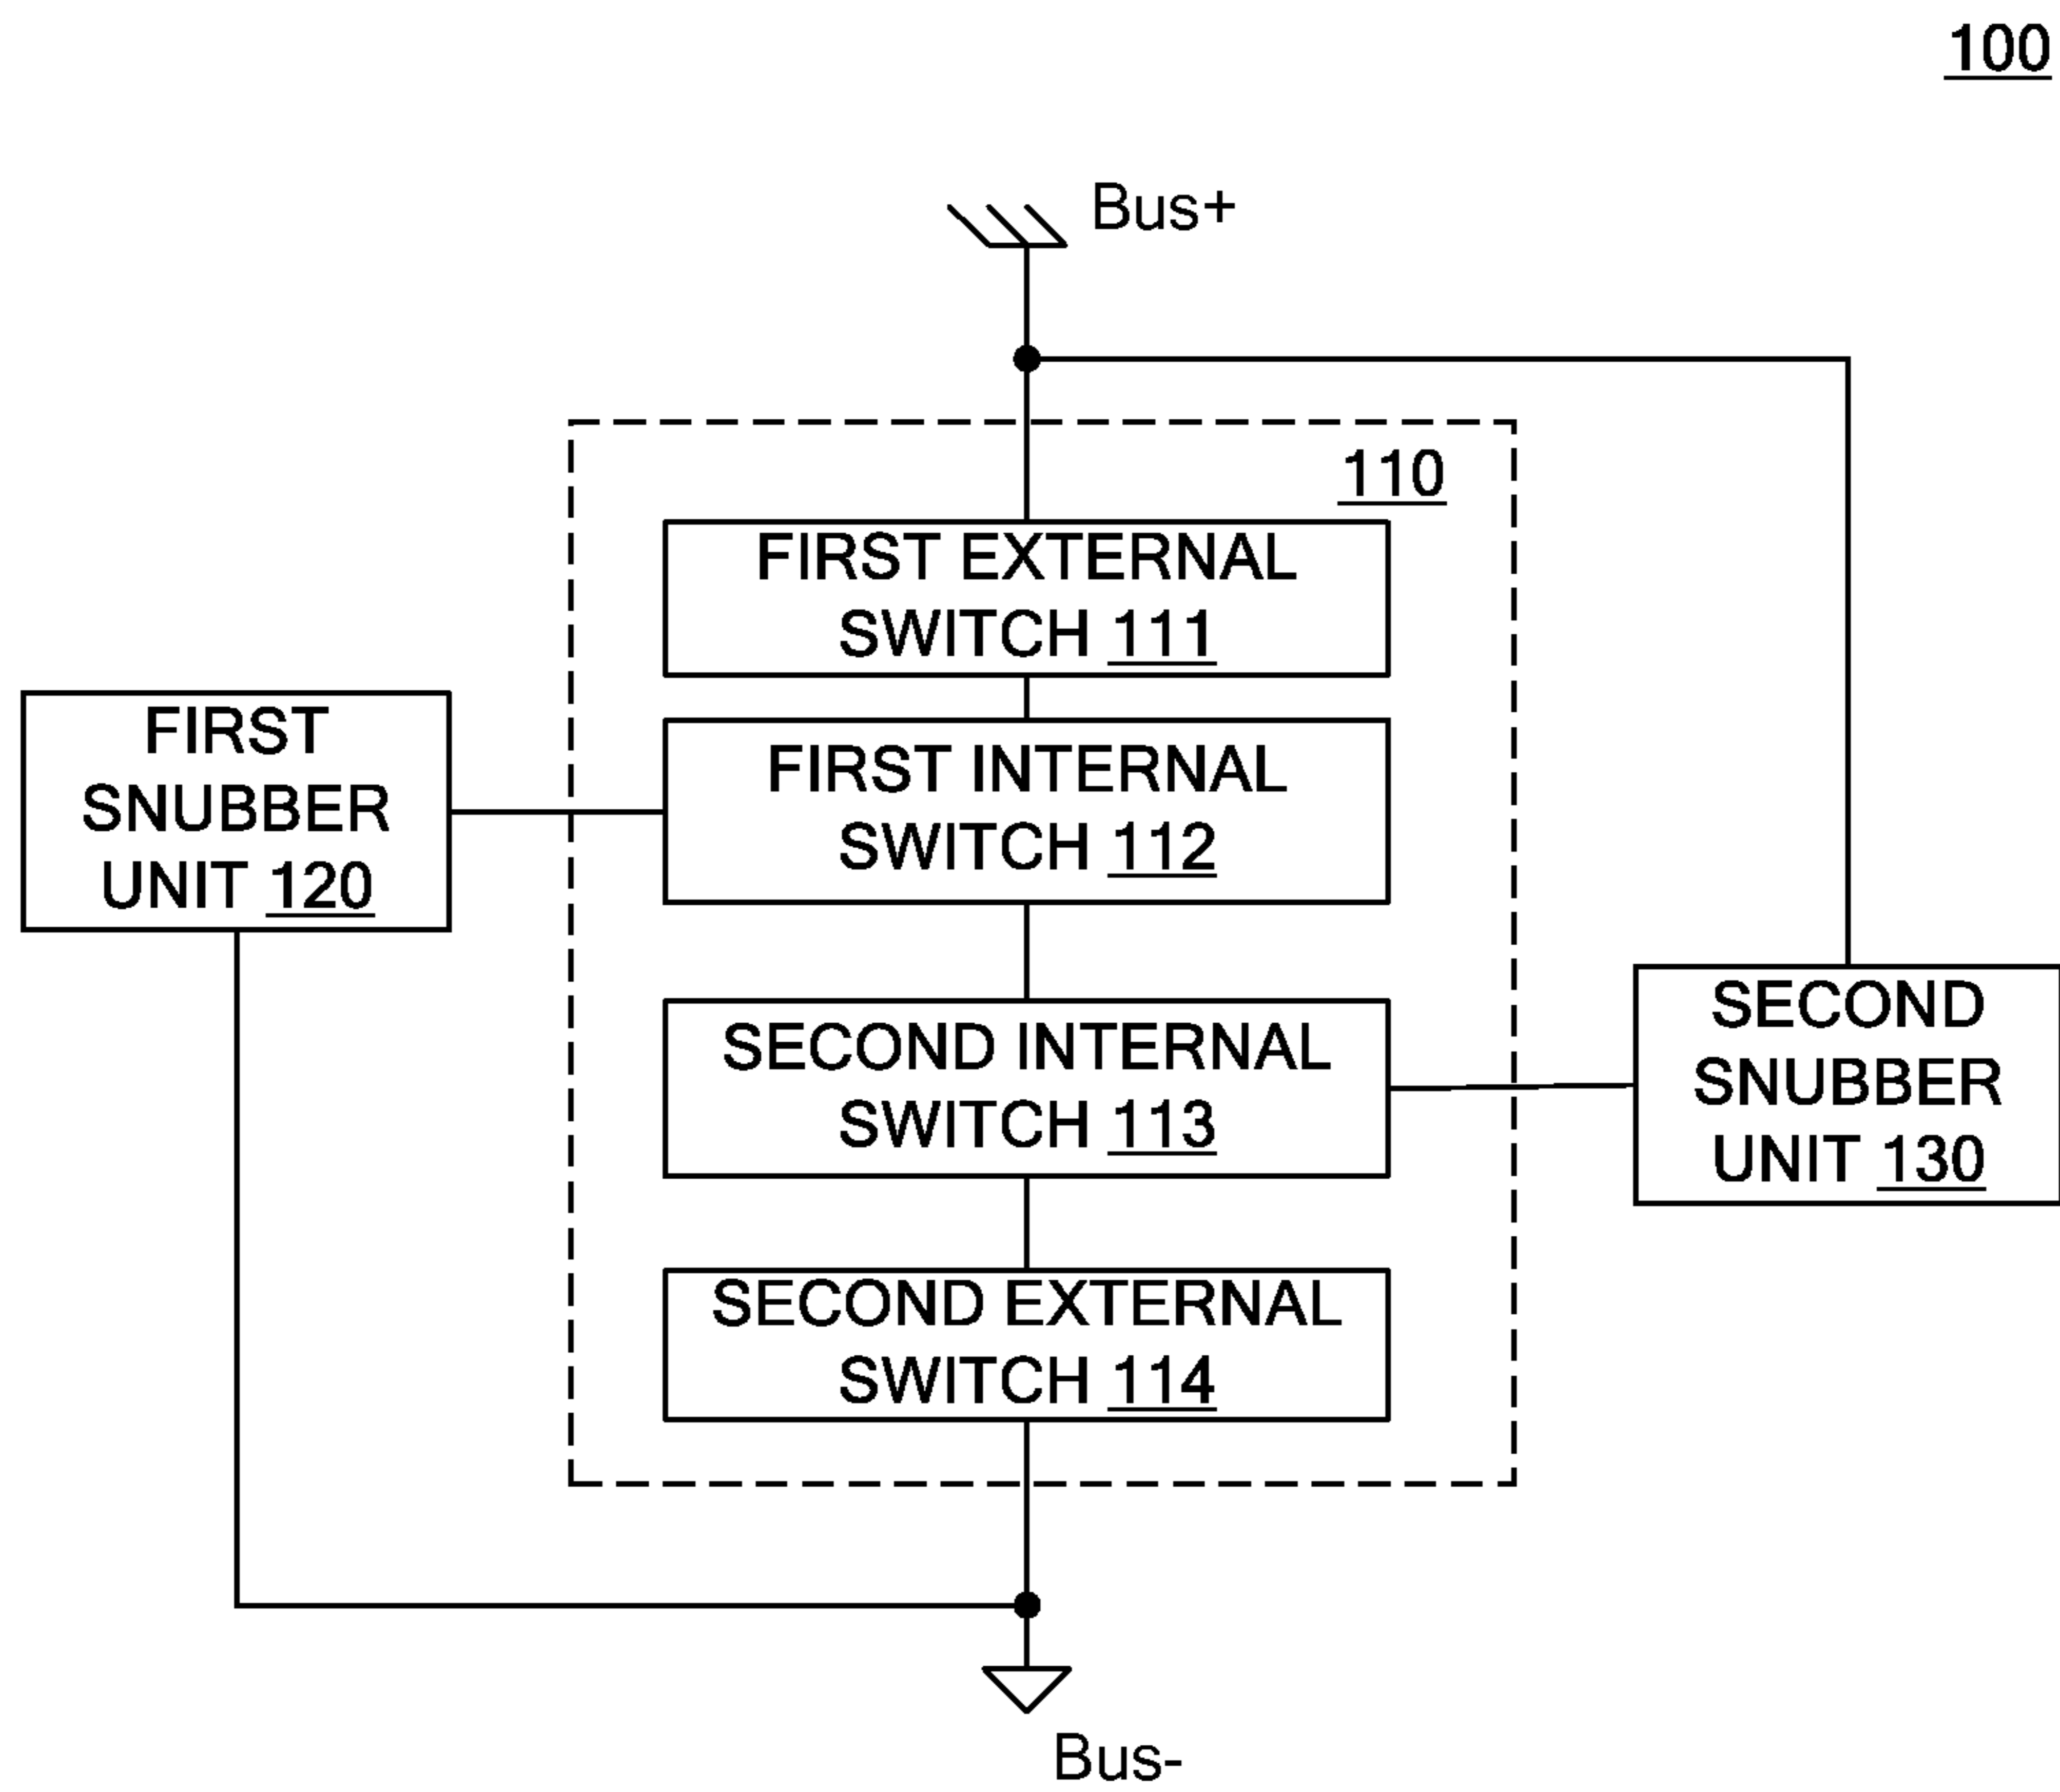 100
Bus+
110
FIRST EXTERNAL
SWITCH 111
FIRST INTERNAL
SWITCH 112
FIRST
SNUBBER
UNIT 120
SECOND INTERNAL
SWITCH 113
SECOND
SNUBBER
UNIT 130
SECOND EXTERNAL
SWITCH 114
Bus-